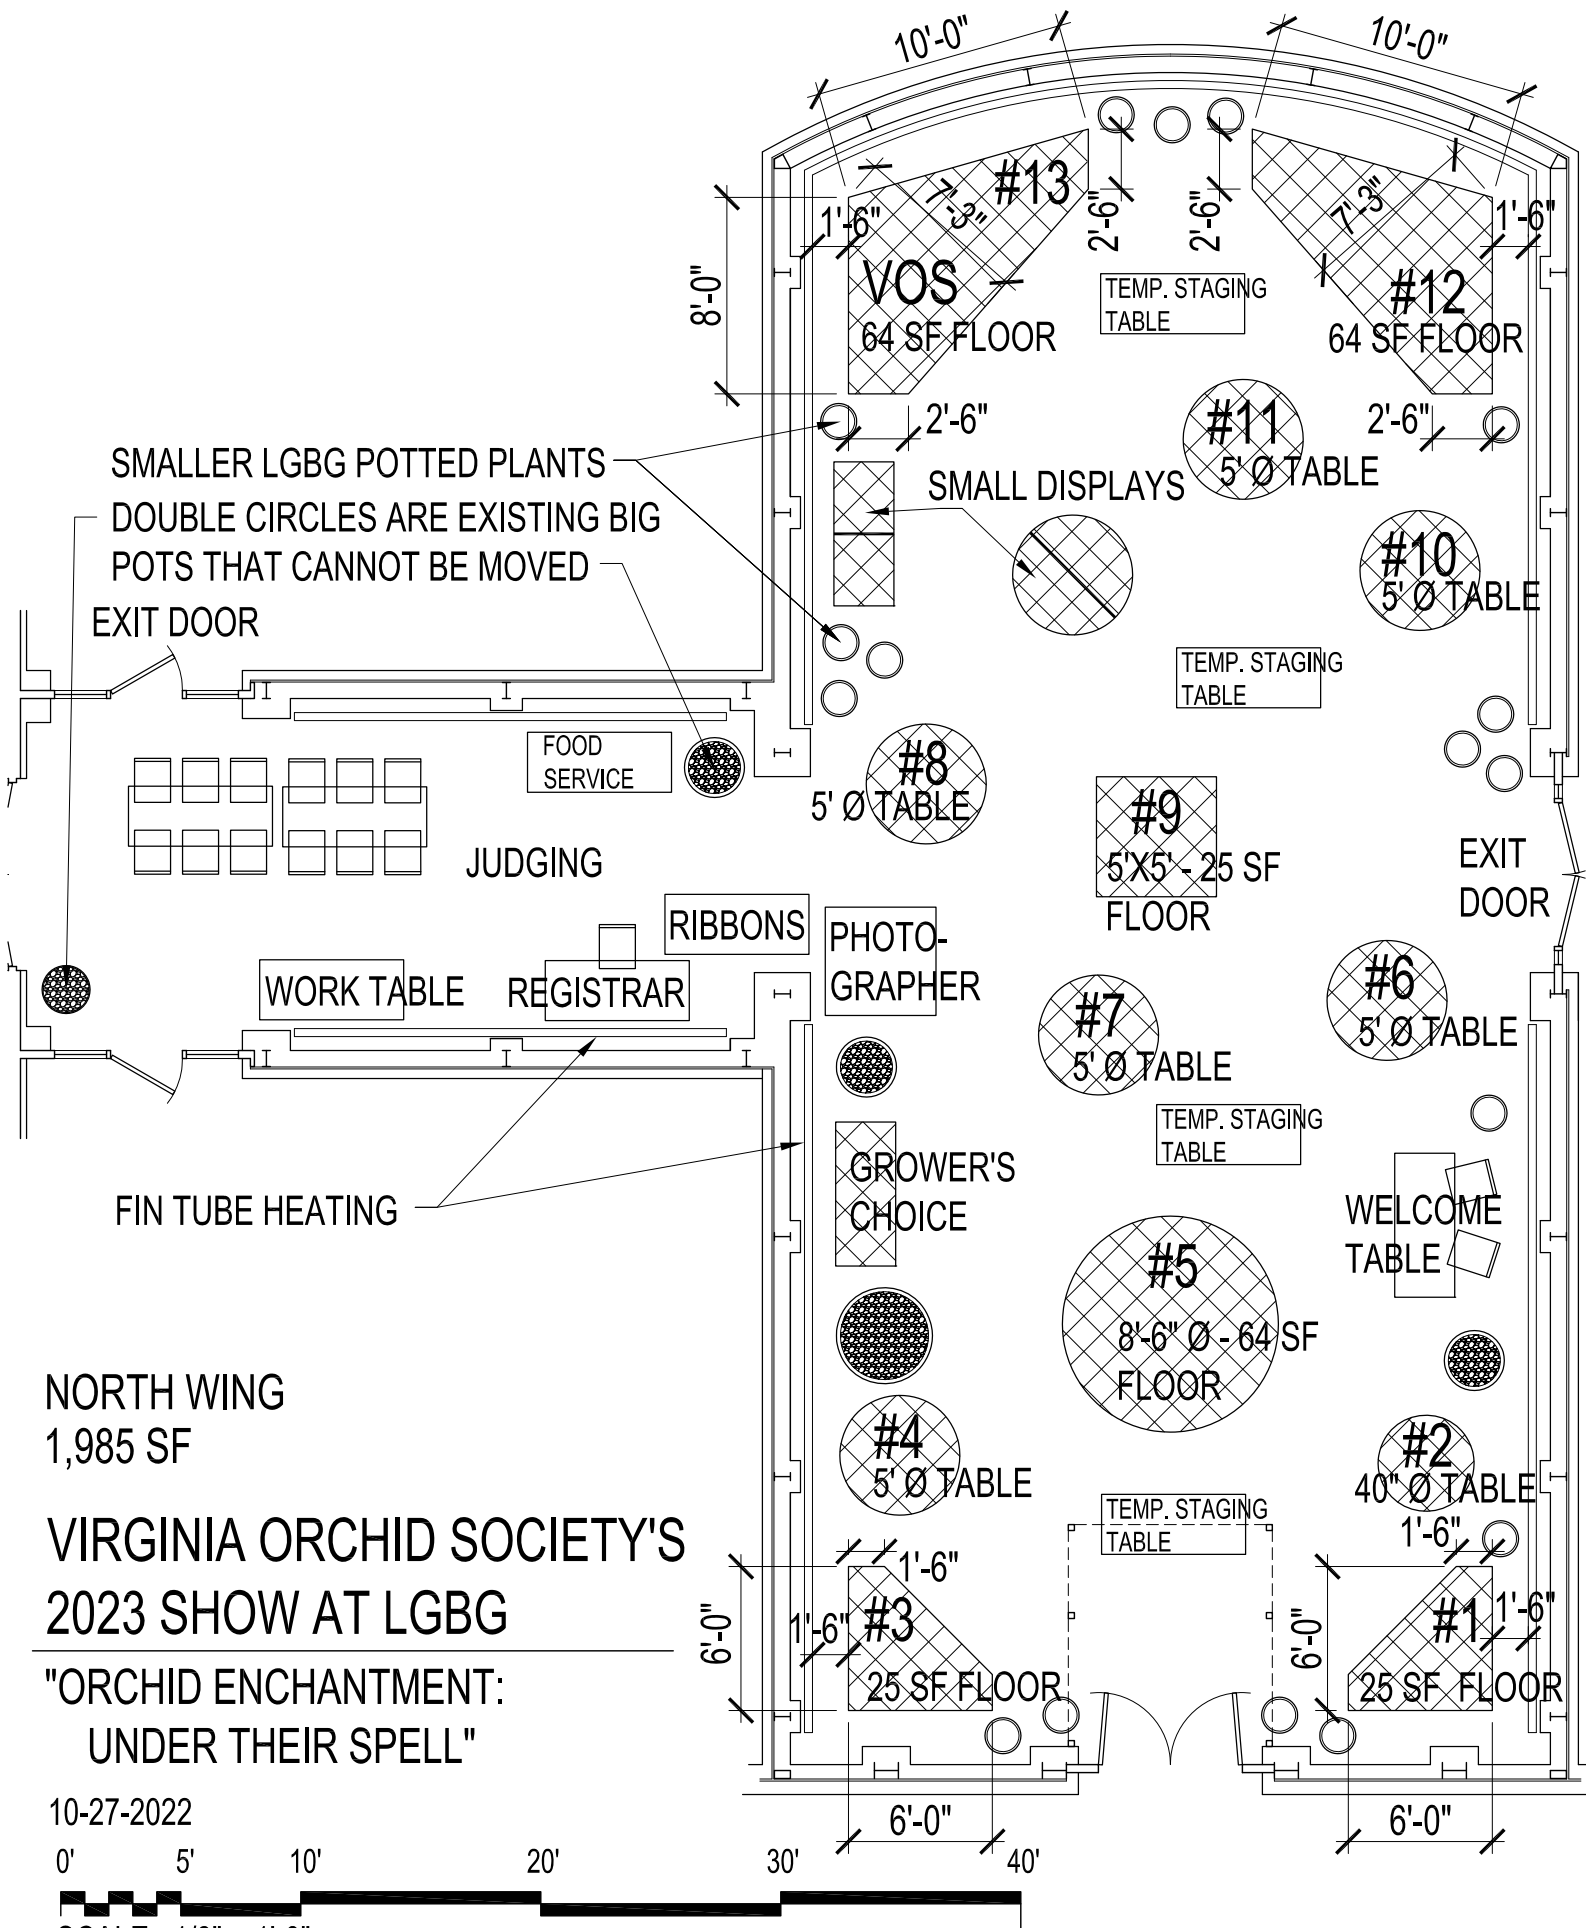 10'-0"
10'-0"
#13
7'-3"
2'-6"
2'-6"
7'-3"
1'-6"
1'-6"
8'-0"
VOS
64 SF FLOOR
TEMP. STAGING
TABLE
#12
64 SF FLOOR
2'-6"
2'-6"
#11
5' Ø TABLE
SMALLER LGBG POTTED PLANTS
DOUBLE CIRCLES ARE EXISTING BIG
POTS THAT CANNOT BE MOVED
SMALL DISPLAYS
#10
5' Ø TABLE
EXIT DOOR
TEMP. STAGING
TABLE
FOOD
SERVICE
#8
5' Ø TABLE
#9
5'X5' - 25 SF
FLOOR
EXIT
DOOR
JUDGING
RIBBONS
PHOTO-
GRAPHER
WORK TABLE
REGISTRAR
#7
5' Ø TABLE
#6
5' Ø TABLE
TEMP. STAGING
TABLE
FIN TUBE HEATING
GROWER'S
CHOICE
WELCOME
TABLE
#5
8'-6" Ø - 64 SF
FLOOR
#4
5' Ø TABLE
#2
40" Ø TABLE
TEMP. STAGING
TABLE
1'-6"
1'-6"
6'-0"
1'-6"
#3
25 SF FLOOR
6'-0"
#1
1'-6"
25 SF FLOOR
6'-0"
6'-0"
NORTH WING
1,985 SF
VIRGINIA ORCHID SOCIETY'S
2023 SHOW AT LGBG
"ORCHID ENCHANTMENT:
UNDER THEIR SPELL"
10-27-2022
0' 5' 10' 20' 30' 40'